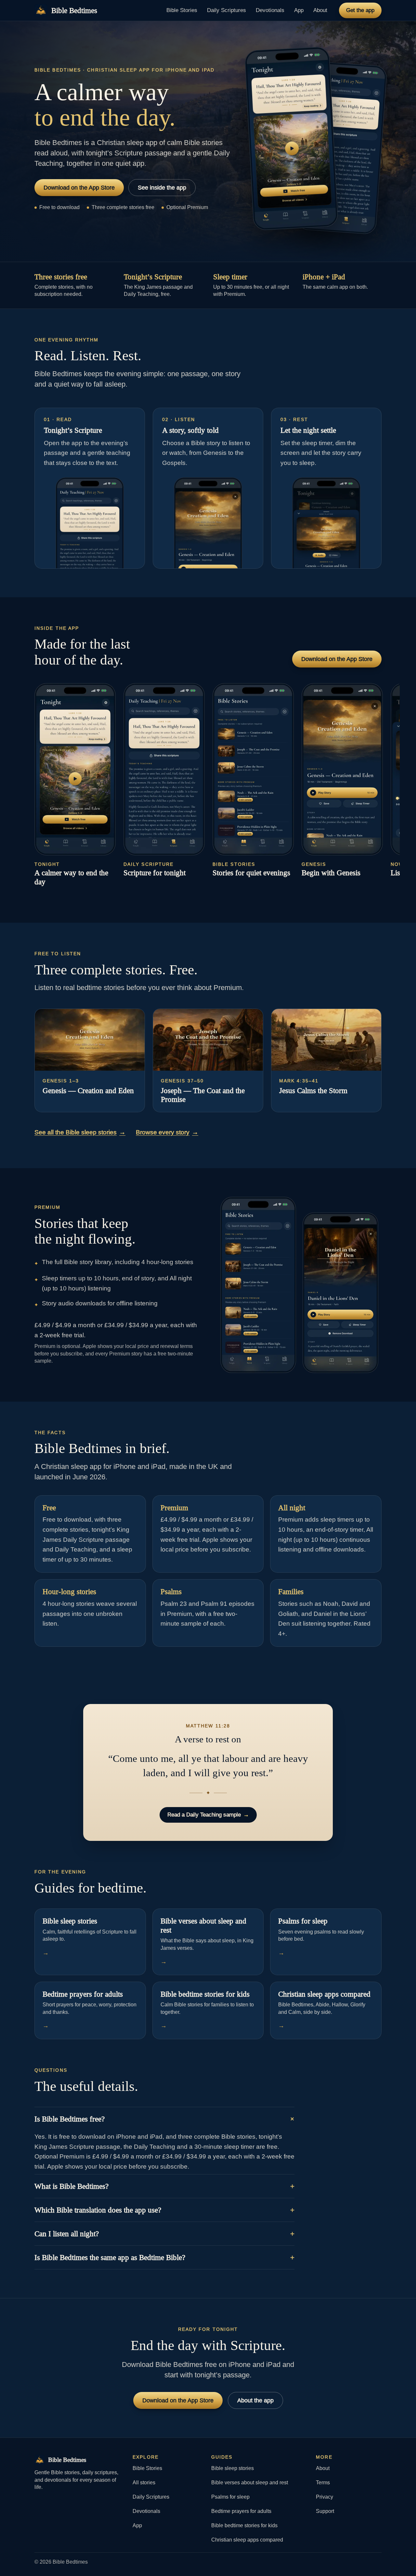 Bible Bedtimes
Bible Stories
Daily Scriptures
Devotionals
App
About
Get the app
BIBLE BEDTIMES · CHRISTIAN SLEEP APP FOR IPHONE AND IPAD
A calmer way
to end the day.
Bible Bedtimes is a Christian sleep app of calm Bible stories
read aloud, with tonight's Scripture passage and a gentle Daily
Teaching, together in one quiet app.
Download on the App Store
See inside the app
Free to download
Three complete stories free
Optional Premium
Three stories free
Complete stories, with no
subscription needed.
Tonight's Scripture
The King James passage and
Daily Teaching, free.
Sleep timer
Up to 30 minutes free, or all night
with Premium.
iPhone + iPad
The same calm app on both.
ONE EVENING RHYTHM
Read. Listen. Rest.
Bible Bedtimes keeps the evening simple: one passage, one story
and a quiet way to fall asleep.
01 · READ
Tonight's Scripture
Open the app to the evening's
passage and a gentle teaching
that stays close to the text.
02 · LISTEN
A story, softly told
Choose a Bible story to listen to
or watch, from Genesis to the
Gospels.
03 · REST
Let the night settle
Set the sleep timer, dim the
screen and let the story carry
you to sleep.
INSIDE THE APP
Made for the last
hour of the day.
Download on the App Store
Tonight
Daily Teaching
Bible Stories
Genesis
Creation and Eden
Genesis — Creation and Eden
TONIGHT
A calmer way to end the
day
DAILY SCRIPTURE
Scripture for tonight
BIBLE STORIES
Stories for quiet evenings
GENESIS
Begin with Genesis
FREE TO LISTEN
Three complete stories. Free.
Listen to real bedtime stories before you ever think about Premium.
Genesis
Creation and Eden
GENESIS 1–3
Genesis — Creation and Eden
Joseph
The Coat and the Promise
GENESIS 37–50
Joseph — The Coat and the
Promise
MARK 4:35–41
Jesus Calms the Storm
See all the Bible sleep stories →
Browse every story →
PREMIUM
Stories that keep
the night flowing.
The full Bible story library, including 4 hour-long stories
Sleep timers up to 10 hours, end of story, and All night
(up to 10 hours) listening
Story audio downloads for offline listening
£4.99 / $4.99 a month or £34.99 / $34.99 a year, each with
a 2-week free trial.
Premium is optional. Apple shows your local price and renewal terms
before you subscribe, and every Premium story has a free two-minute
sample.
Bible Stories
Daniel in the
Lions' Den
Daniel in the Lions' Den
THE FACTS
Bible Bedtimes in brief.
A Christian sleep app for iPhone and iPad, made in the UK and
launched in June 2026.
Free
Free to download, with three
complete stories, tonight's King
James Daily Scripture passage
and Daily Teaching, and a sleep
timer of up to 30 minutes.
Premium
£4.99 / $4.99 a month or £34.99 /
$34.99 a year, each with a 2-
week free trial. Apple shows your
local price before you subscribe.
All night
Premium adds sleep timers up to
10 hours, an end-of-story timer, All
night (up to 10 hours) continuous
listening and offline downloads.
Hour-long stories
4 hour-long stories weave several
passages into one unbroken
listen.
Psalms
Psalm 23 and Psalm 91 episodes
in Premium, with a free two-
minute sample of each.
Families
Stories such as Noah, David and
Goliath, and Daniel in the Lions'
Den suit listening together. Rated
4+.
MATTHEW 11:28
A verse to rest on
“Come unto me, all ye that labour and are heavy
laden, and I will give you rest.”
Read a Daily Teaching sample →
FOR THE EVENING
Guides for bedtime.
Bible sleep stories
Calm, faithful retellings of Scripture to fall
asleep to.
→
Bible verses about sleep and
rest
What the Bible says about sleep, in King
James verses.
→
Psalms for sleep
Seven evening psalms to read slowly
before bed.
→
Bedtime prayers for adults
Short prayers for peace, worry, protection
and thanks.
→
Bible bedtime stories for kids
Calm Bible stories for families to listen to
together.
→
Christian sleep apps compared
Bible Bedtimes, Abide, Hallow, Glorify
and Calm, side by side.
→
QUESTIONS
The useful details.
Is Bible Bedtimes free?
Yes. It is free to download on iPhone and iPad, and three complete Bible stories, tonight's
King James Scripture passage, the Daily Teaching and a 30-minute sleep timer are free.
Optional Premium is £4.99 / $4.99 a month or £34.99 / $34.99 a year, each with a 2-week free
trial. Apple shows your local price before you subscribe.
What is Bible Bedtimes?
+
Which Bible translation does the app use?
+
Can I listen all night?
+
Is Bible Bedtimes the same app as Bedtime Bible?
+
READY FOR TONIGHT
End the day with Scripture.
Download Bible Bedtimes free on iPhone and iPad and
start with tonight's passage.
Download on the App Store
About the app
Bible Bedtimes
Gentle Bible stories, daily scriptures,
and devotionals for every season of
life.
EXPLORE
Bible Stories
All stories
Daily Scriptures
Devotionals
App
GUIDES
Bible sleep stories
Bible verses about sleep and rest
Psalms for sleep
Bedtime prayers for adults
Bible bedtime stories for kids
Christian sleep apps compared
MORE
About
Terms
Privacy
Support
© 2026 Bible Bedtimes